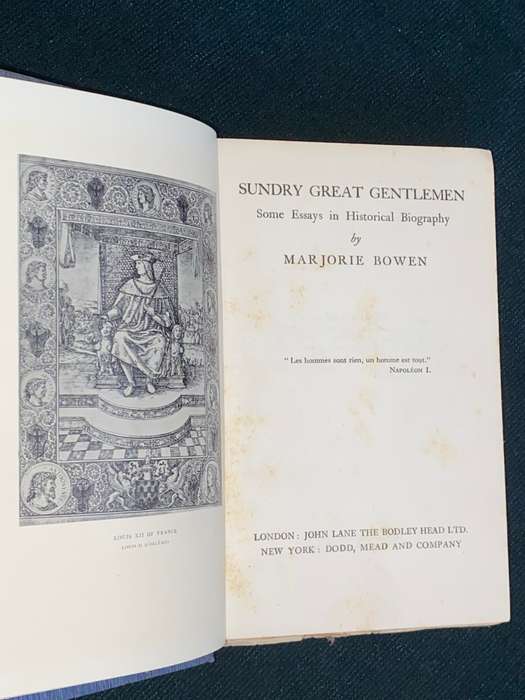 LOUIS XII OF FRANCE
SUNDRY GREAT GENTLEMEN
Some Essays in Historical Biography
by
MARJORIE BOWEN
"Les hommes sont rien, un homme est tout."
NAPOLÉON I.
LONDON: JOHN LANE THE BODLEY HEAD LTD.
NEW YORK: DODD, MEAD AND COMPANY